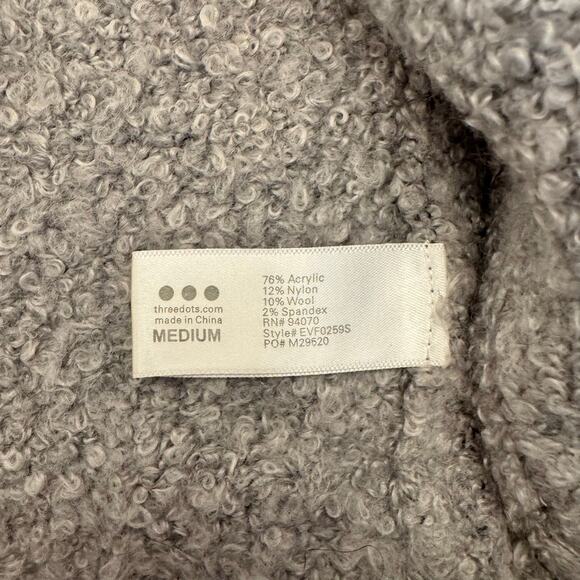 threedots.com
made in China
MEDIUM
76% Acrylic
12% Nylon
10% Wool
2% Spandex
RN# 94070
Style# EVF0259S
PO# M29520